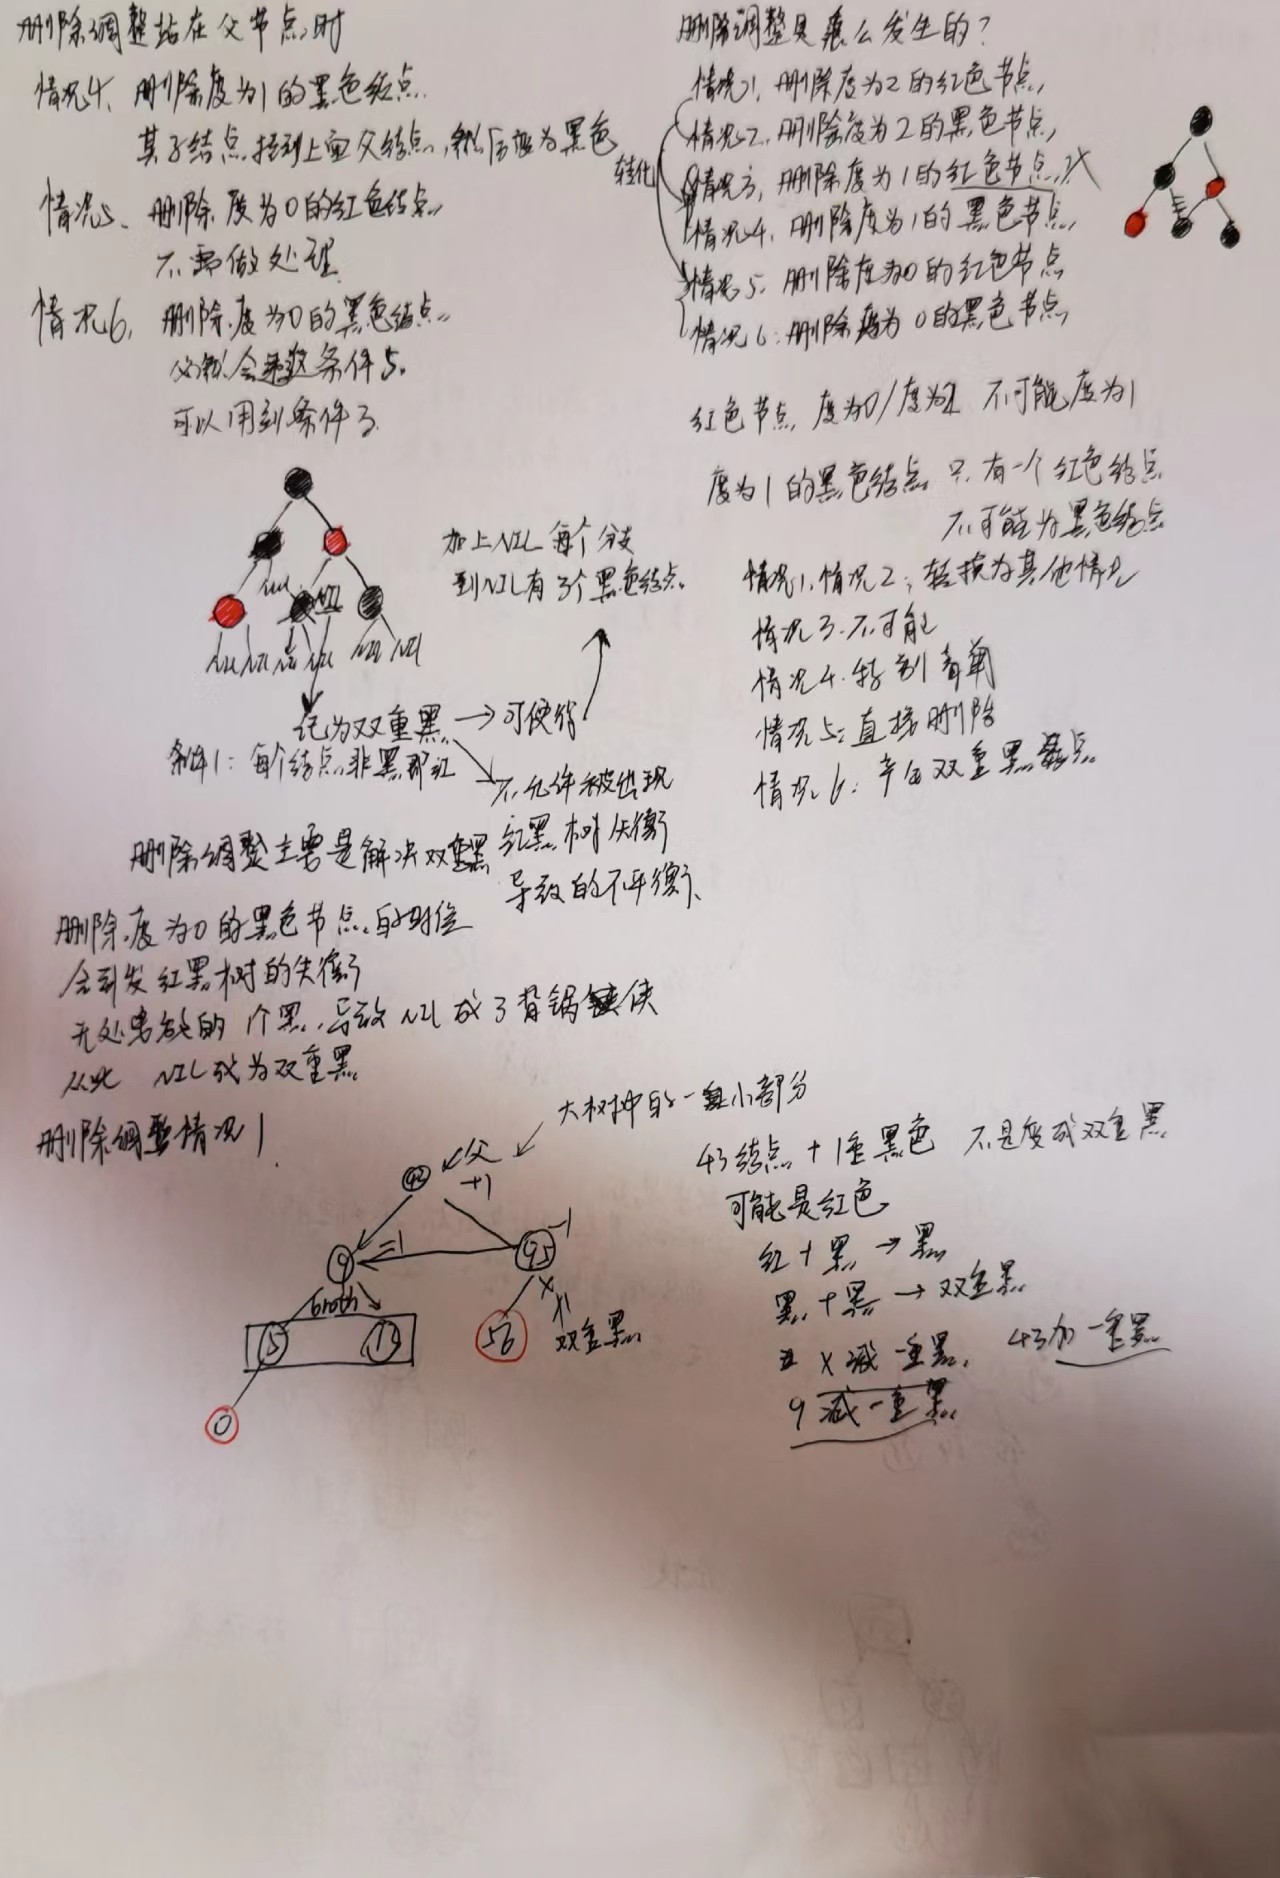 删除调整站在父节点时
情况4、删除度为1的黑色结点
其子结点挂到上面父结点,然后变为黑色
情况5、删除度为0的红色结点
不需做处理
情况6,删除度为0的黑色结点
会 条件5.
可以用到条件3
加上NIL每个分支
到NIL有3个黑色结点
NIL NIL NIL NIL NIL NIL
记为双重黑 → 可使得
条件1:每个结点非黑即红
不允许被出现
删除调整主要是解决双重黑
红黑树失衡
导致的不平衡
删除度为0的黑色节点的时候
会引发红黑树的失衡
无处安放的1个黑,导致NIL成了背锅侠
从此 NIL成为双重黑
删除调整情况1
大树中的一小部分
父
+1
9
=1
-1
broth
15
13
56
x
双重黑
0
删除调整是怎么发生的?
情况1,删除度为2的红色节点
情况2,删除度为2的黑色节点
情况3,删除度为1的红色节点
情况4,删除度为1的黑色节点
情况5,删除度为0的红色节点
情况6:删除度为0的黑色节点
转化
红色节点,度为0/度为2 不可能度为1
度为1的黑色结点 只有一个红色结点
不可能为黑色结点
情况1,情况2:转换为其他情况
情况3.不可能
情况4.特别简单
情况5:直接删除
情况6:产生双重黑结点
43结点+1重黑色 不是变成双重黑
可能是红色
红+黑→黑
黑+黑→双重黑
x减一重黑, 43加一重黑
9减一重黑